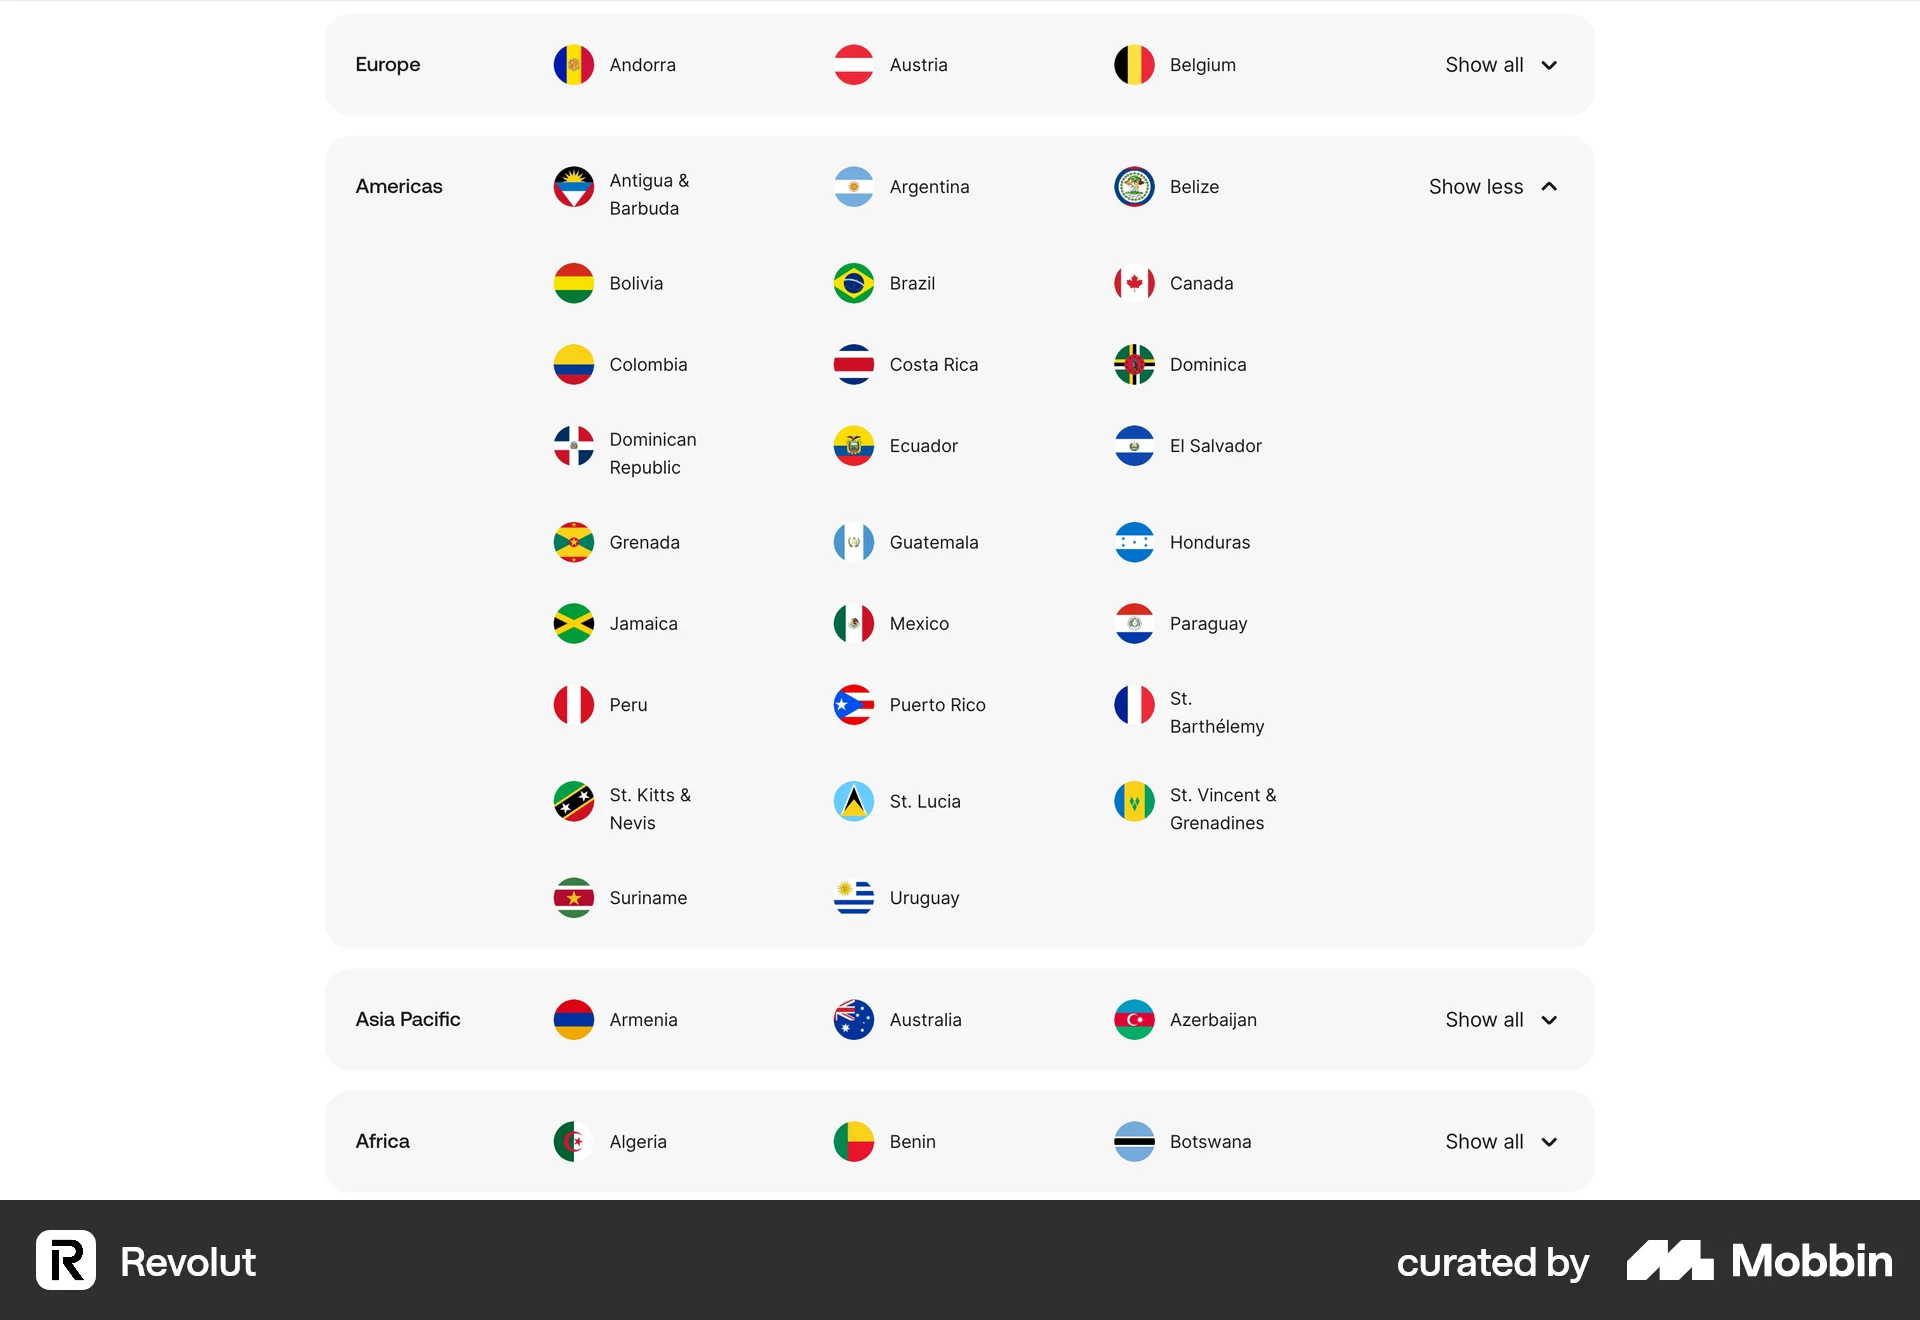 Europe
Andorra
Austria
Belgium
Show all
Americas
Antigua &
Barbuda
Argentina
Belize
Show less
Bolivia
Brazil
Canada
Colombia
Costa Rica
Dominica
Dominican
Republic
Ecuador
El Salvador
Grenada
Guatemala
Honduras
Jamaica
Mexico
Paraguay
Peru
Puerto Rico
St.
Barthélemy
St. Kitts &
Nevis
St. Lucia
St. Vincent &
Grenadines
Suriname
Uruguay
Asia Pacific
Armenia
Australia
Azerbaijan
Show all
Africa
Algeria
Benin
Botswana
Show all
Revolut
curated by
Mobbin